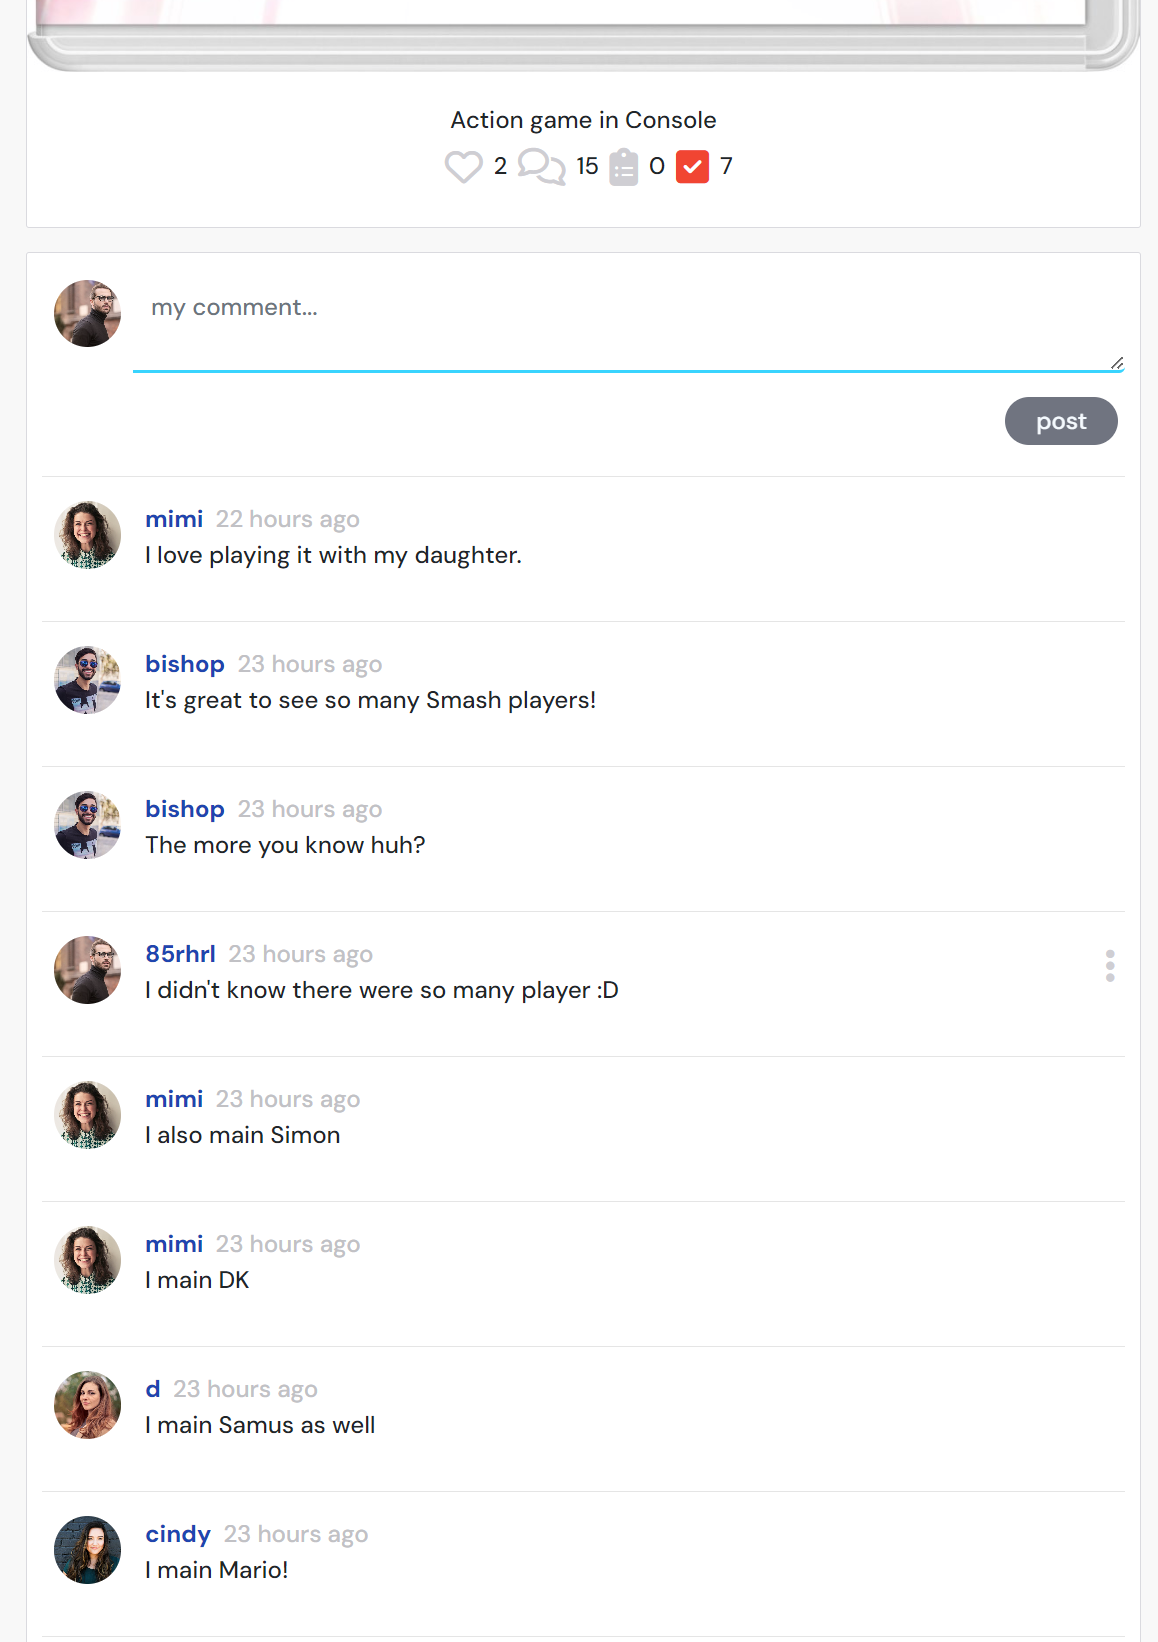 Action game in Console
2 15 0 7
my comment...
post
mimi 22 hours ago
I love playing it with my daughter.
bishop 23 hours ago
It's great to see so many Smash players!
bishop 23 hours ago
The more you know huh?
85rhrl 23 hours ago
I didn't know there were so many player :D
mimi 23 hours ago
I also main Simon
mimi 23 hours ago
I main DK
d 23 hours ago
I main Samus as well
cindy 23 hours ago
I main Mario!